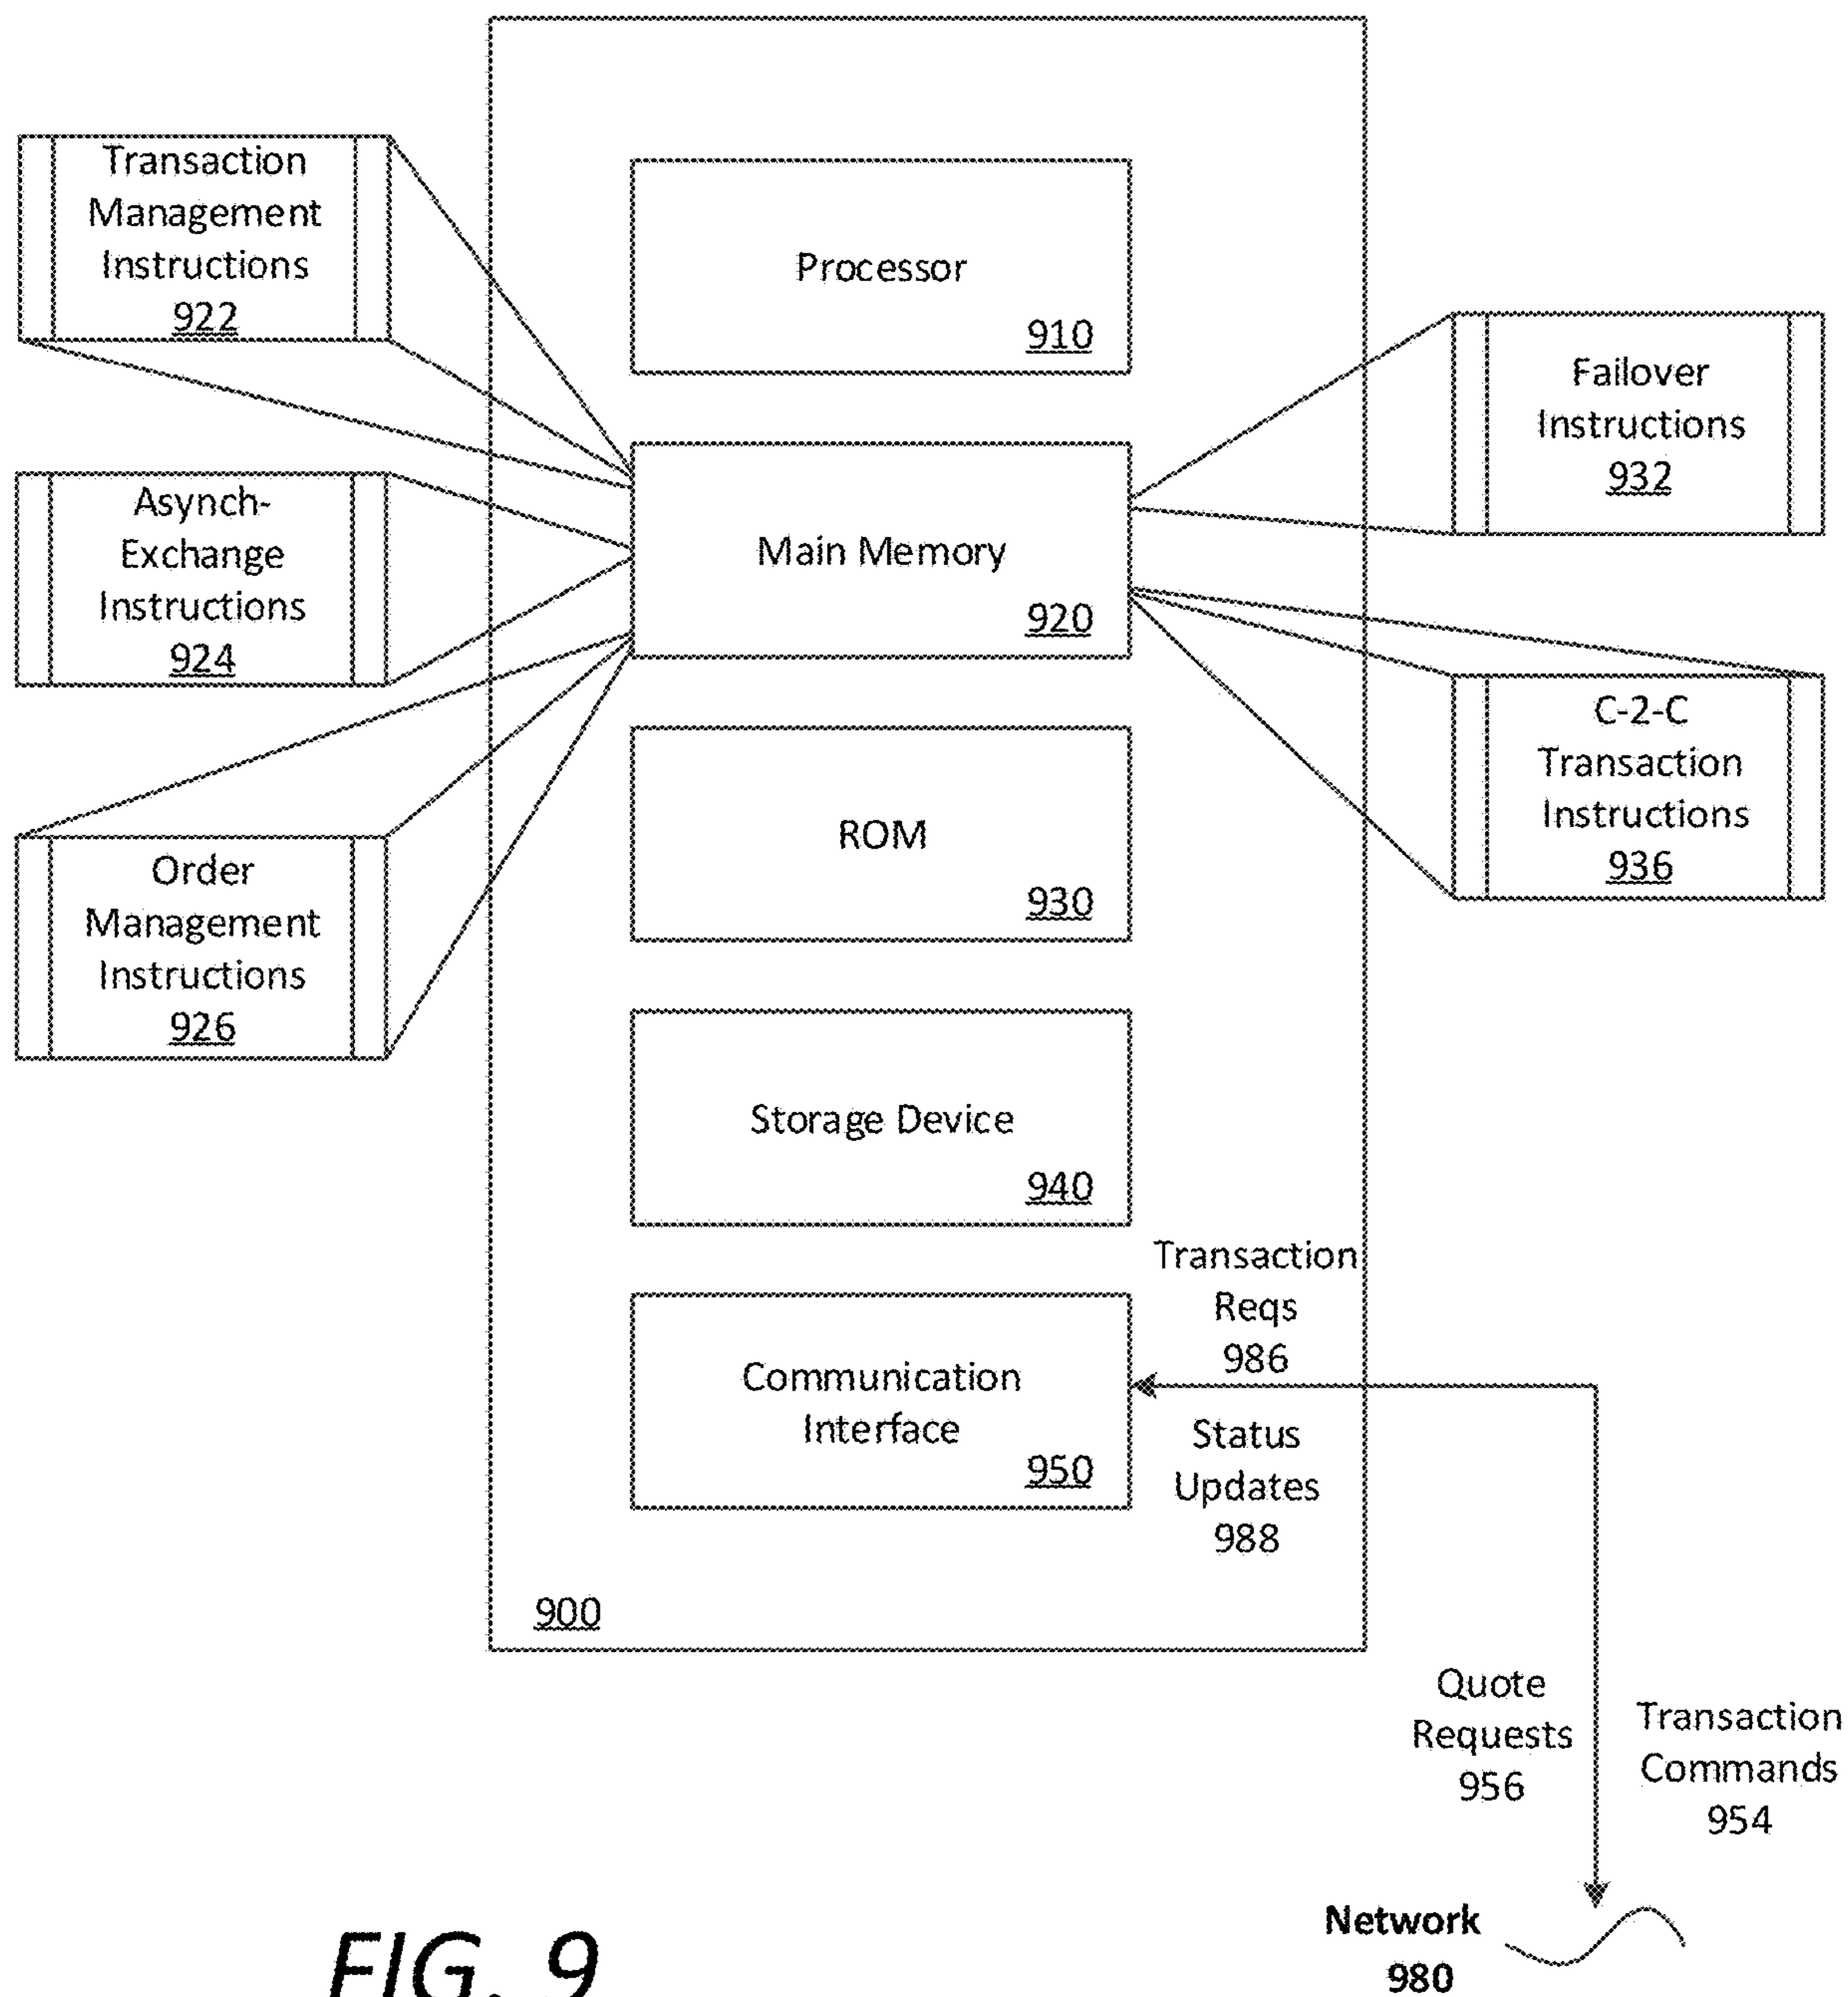 Transaction
Management
Instructions
922
Asynch-
Exchange
Instructions
924
Order
Management
Instructions
926
Processor
910
Main Memory
920
ROM
930
Storage Device
940
Communication
Interface
950
900
Failover
Instructions
932
C-2-C
Transaction
Instructions
936
Transaction
Reqs
986
Status
Updates
988
Quote
Requests
956
Transaction
Commands
954
Network
980
FIG. 9